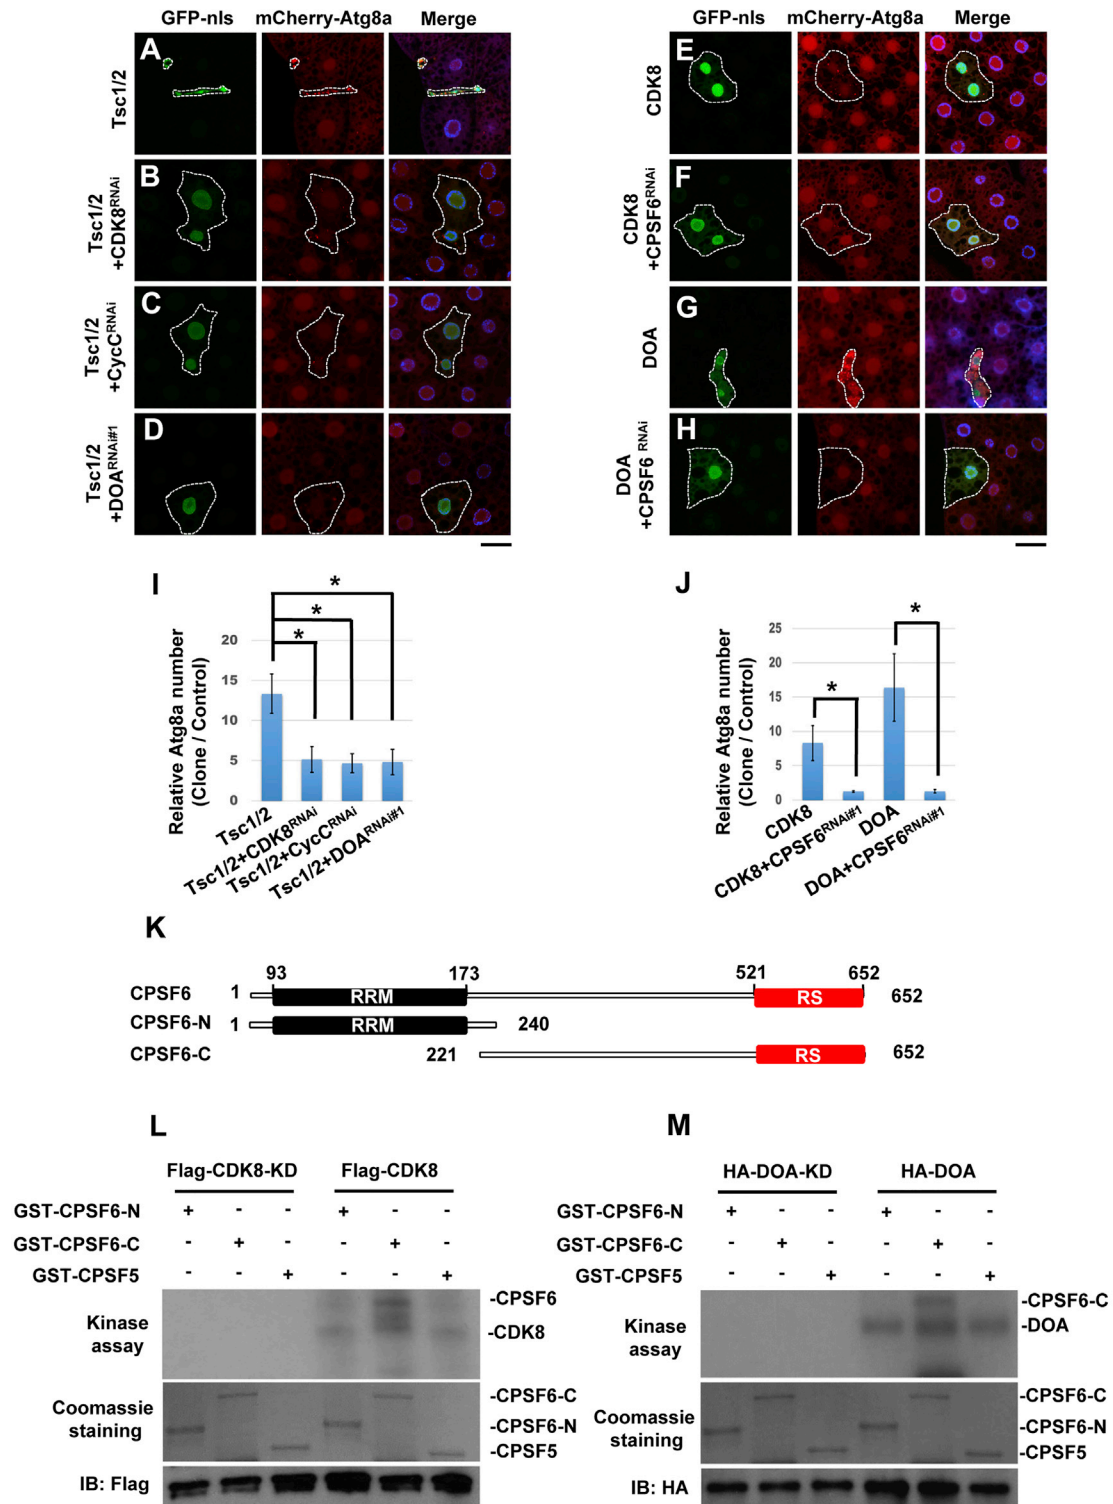 GFP-nls mCherry-Atg8a Merge
A
Tsc1/2
B
Tsc1/2
+CDK8RNAi
C
Tsc1/2
+CycCRNAi
D
Tsc1/2
+DOARNAi#1
GFP-nls mCherry-Atg8a Merge
E
CDK8
F
CDK8
+CPSF6RNAi
G
DOA
H
DOA
+CPSF6 RNAi
I
Relative Atg8a number
(Clone / Control)
20
15
10
5
0
* * *
Tsc1/2
Tsc1/2+CDK8RNAi
Tsc1/2+CycCRNAi
Tsc1/2+DOARNAi#1
J
Relative Atg8a number
(Clone / Control)
25
20
15
10
5
0
* *
CDK8
CDK8+CPSF6RNAi#1
DOA
DOA+CPSF6RNAi#1
K
93 173 521 652
CPSF6 1 RRM RS 652
CPSF6-N 1 RRM 240
CPSF6-C 221 RS 652
L
Flag-CDK8-KD Flag-CDK8
GST-CPSF6-N + - - + - -
GST-CPSF6-C - + - - + -
GST-CPSF5 - - + - - +
Kinase
assay
-CPSF6
-CDK8
Coomassie
staining
-CPSF6-C
-CPSF6-N
-CPSF5
IB: Flag
M
HA-DOA-KD HA-DOA
GST-CPSF6-N + - - + - -
GST-CPSF6-C - + - - + -
GST-CPSF5 - - + - - +
Kinase
assay
-CPSF6-C
-DOA
Coomassie
staining
-CPSF6-C
-CPSF6-N
-CPSF5
IB: HA